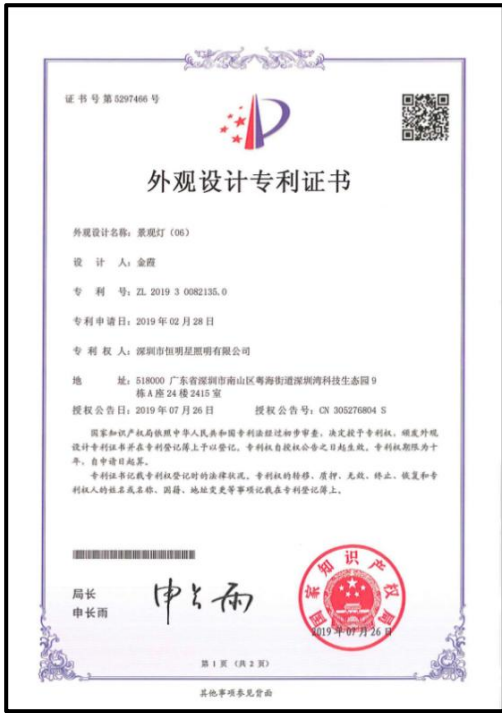 证书号第5297466号
外观设计专利证书
外观设计名称：景观灯（06）
设 计 人：金霞
专 利 号：ZL 2019 3 0082135.0
专利申请日：2019年02月28日
专 利 权 人：深圳市恒明星照明有限公司
地 址：518000 广东省深圳市南山区粤海街道深圳湾科技生态园9
栋A座24楼2415室
授权公告日：2019年07月26日 授权公告号：CN 305276804 S
国家知识产权局依照中华人民共和国专利法经过初步审查，决定授予专利权，颁发外观
设计专利证书并在专利登记簿上予以登记。专利权自授权公告之日起生效。专利权期限为十
年，自申请日起算。
专利证书记载专利权登记时的法律状况。专利权的转移、质押、无效、终止、恢复和专
利权人的姓名或名称、国籍、地址变更等事项记载在专利登记簿上。
局长
申长雨
申长雨
国家知识产权局
2019年07月26日
第 1 页 （共 2 页）
其他事项参见背面